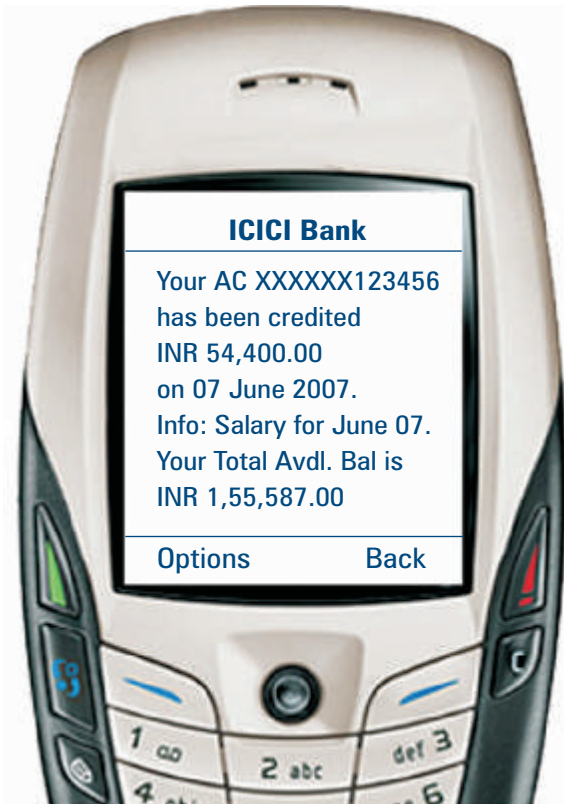 ICICI Bank
Your AC XXXXXX123456
has been credited
INR 54,400.00
on 07 June 2007.
Info: Salary for June 07.
Your Total Avdl. Bal is
INR 1,55,587.00
Options Back
1 2 abc def 3
4